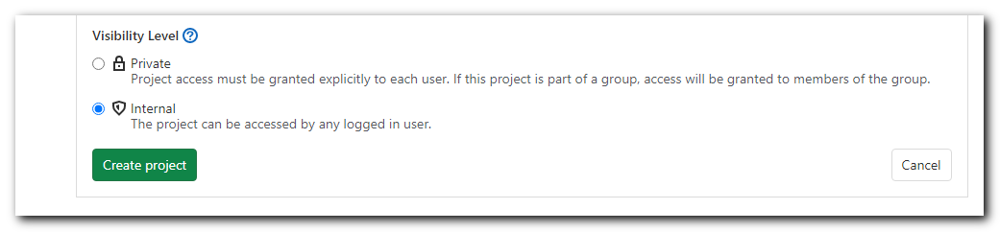 Visibility Level
Private
Project access must be granted explicitly to each user. If this project is part of a group, access will be granted to members of the group.
Internal
The project can be accessed by any logged in user.
Create project
Cancel